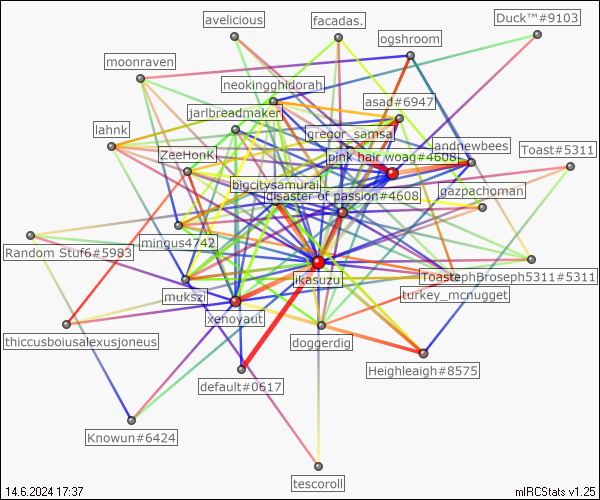 avelicious
facadas.
Duck™#9103
ogshroom
moonraven
neokingghidorah
asad#6947
jarlbreadmaker
lahnk
gregor_samsa
andnewbees
Toast#5311
ZeeHonK
pink hair woag#4608
bigcitysamurai
gazpachoman
disaster of passion#4608
mingus4742
Random Stuf6#5983
Toastephbroseph5311#5311
ikasuzu
mukszi
turkey_mcnugget
xenovaut
thiccusboiusalexusjoneus
doggerdig
Heighleaigh#8575
default#0617
Knowun#6424
tescoroll
14.6.2024 17:37
mIRCStats v1.25